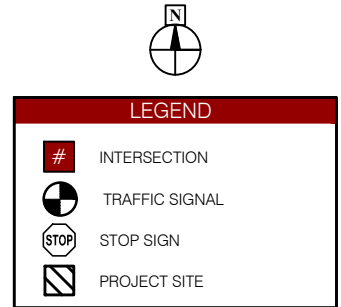 N
LEGEND
# INTERSECTION
TRAFFIC SIGNAL
STOP STOP SIGN
PROJECT SITE